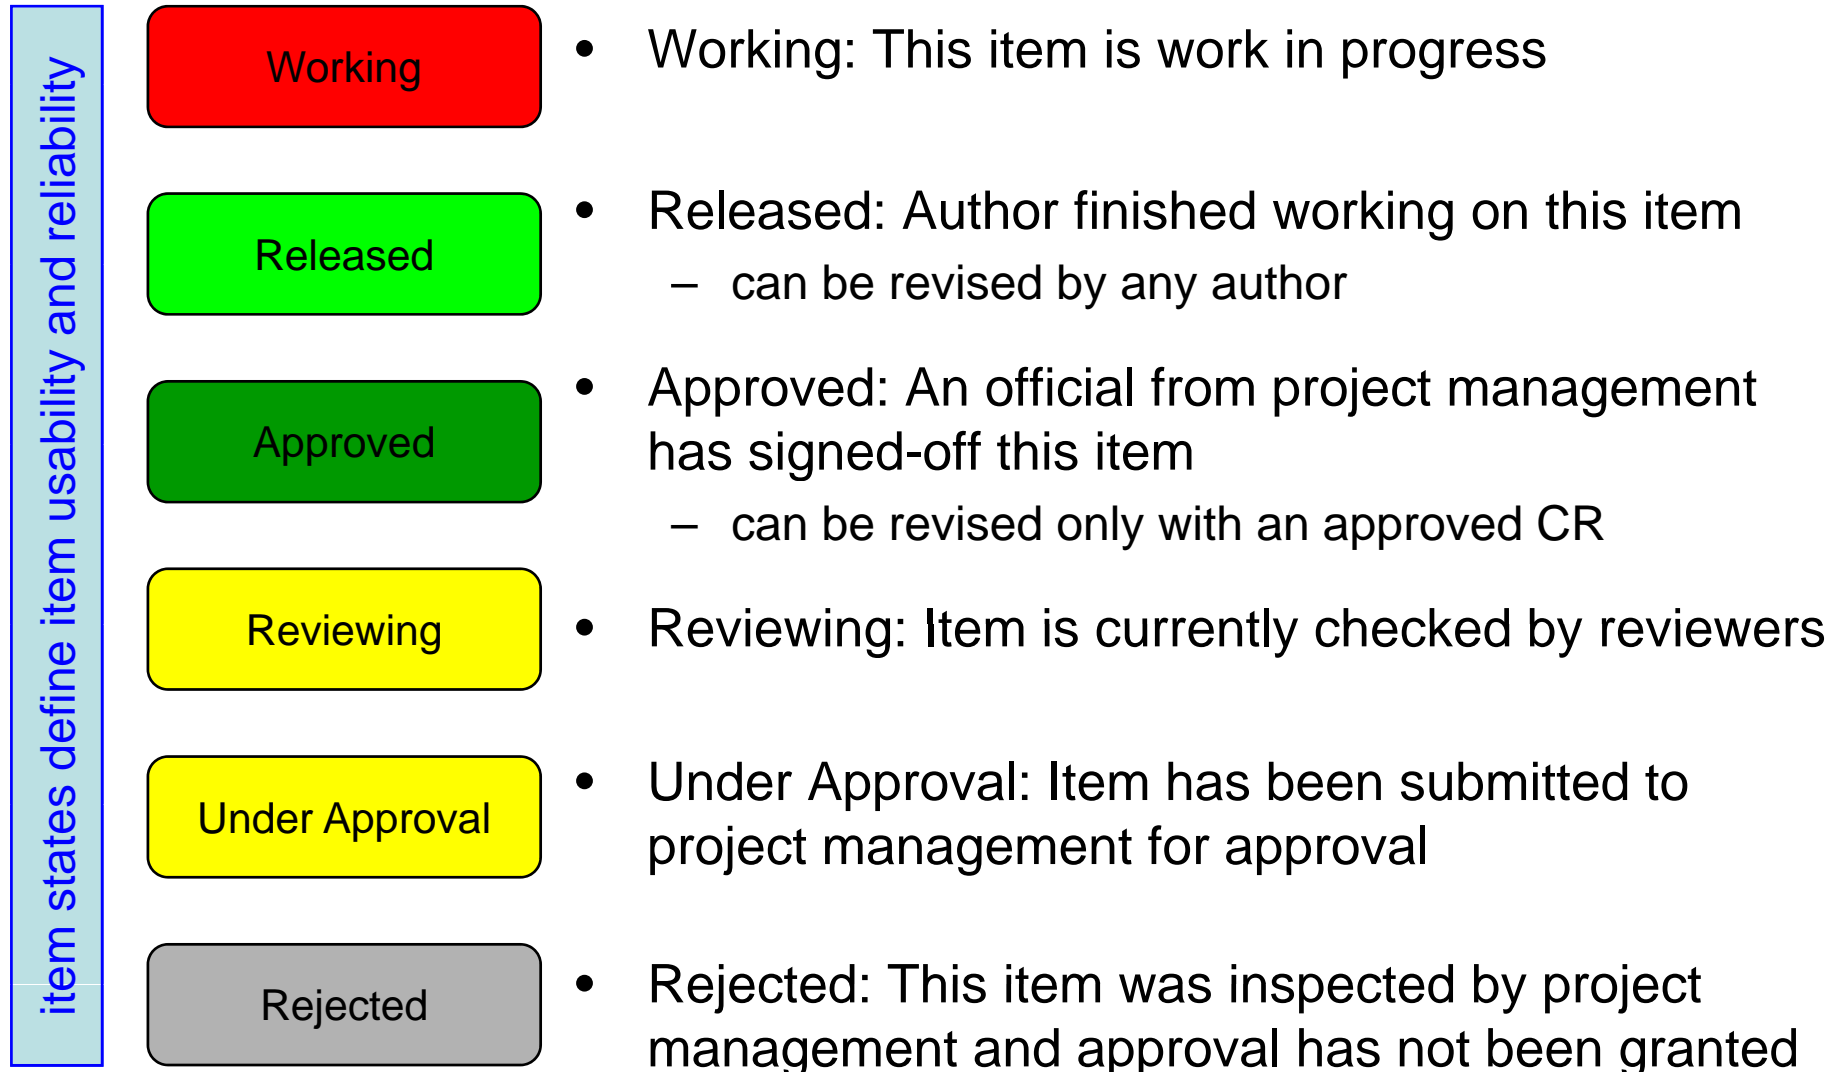 item states define item usability and reliability
Working
• Working: This item is work in progress
Released
• Released: Author finished working on this item
– can be revised by any author
Approved
• Approved: An official from project management
has signed-off this item
– can be revised only with an approved CR
Reviewing
• Reviewing: Item is currently checked by reviewers
Under Approval
• Under Approval: Item has been submitted to
project management for approval
Rejected
• Rejected: This item was inspected by project
management and approval has not been granted